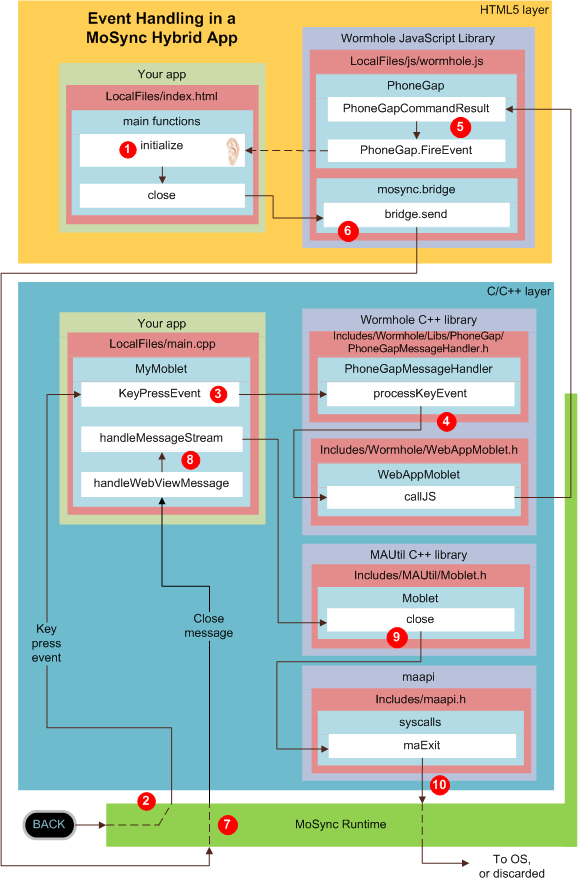 HTML5 layer
Event Handling in a
MoSync Hybrid App
Wormhole JavaScript Library
LocalFiles/js/wormhole.js
PhoneGap
PhoneGapCommandResult
5
PhoneGap.FireEvent
mosync.bridge
bridge.send
6
Your app
LocalFiles/index.html
main functions
1
initialize
close
C/C++ layer
Your app
LocalFiles/main.cpp
MyMoblet
KeyPressEvent
3
handleMessageStream
8
handleWebViewMessage
Wormhole C++ library
Includes/Wormhole/Libs/PhoneGap/
PhoneGapMessageHandler.h
PhoneGapMessageHandler
processKeyEvent
4
Includes/Wormhole/WebAppMoblet.h
WebAppMoblet
callJS
MAUtil C++ library
Includes/MAUtil/Moblet.h
Moblet
close
9
Key
press
event
Close
message
maapi
Includes/maapi.h
syscalls
maExit
10
2
BACK
7
MoSync Runtime
To OS,
or discarded